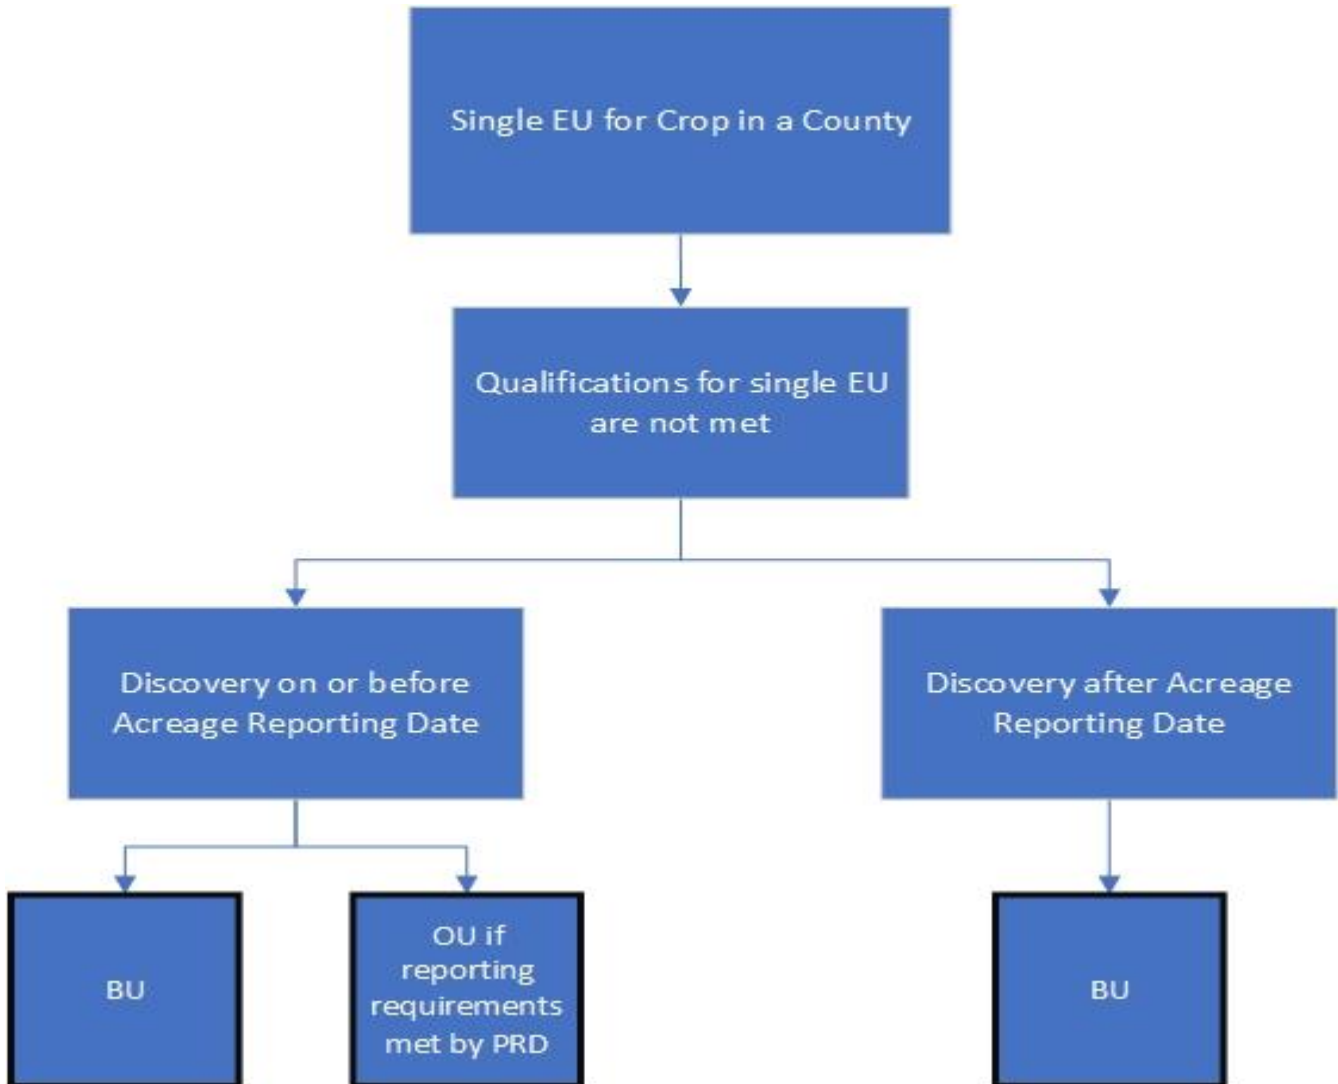 Single EU for Crop in a County
Qualifications for single EU
are not met
Discovery on or before
Acreage Reporting Date
Discovery after Acreage
Reporting Date
BU
OU if
reporting
requirements
met by PRD
BU